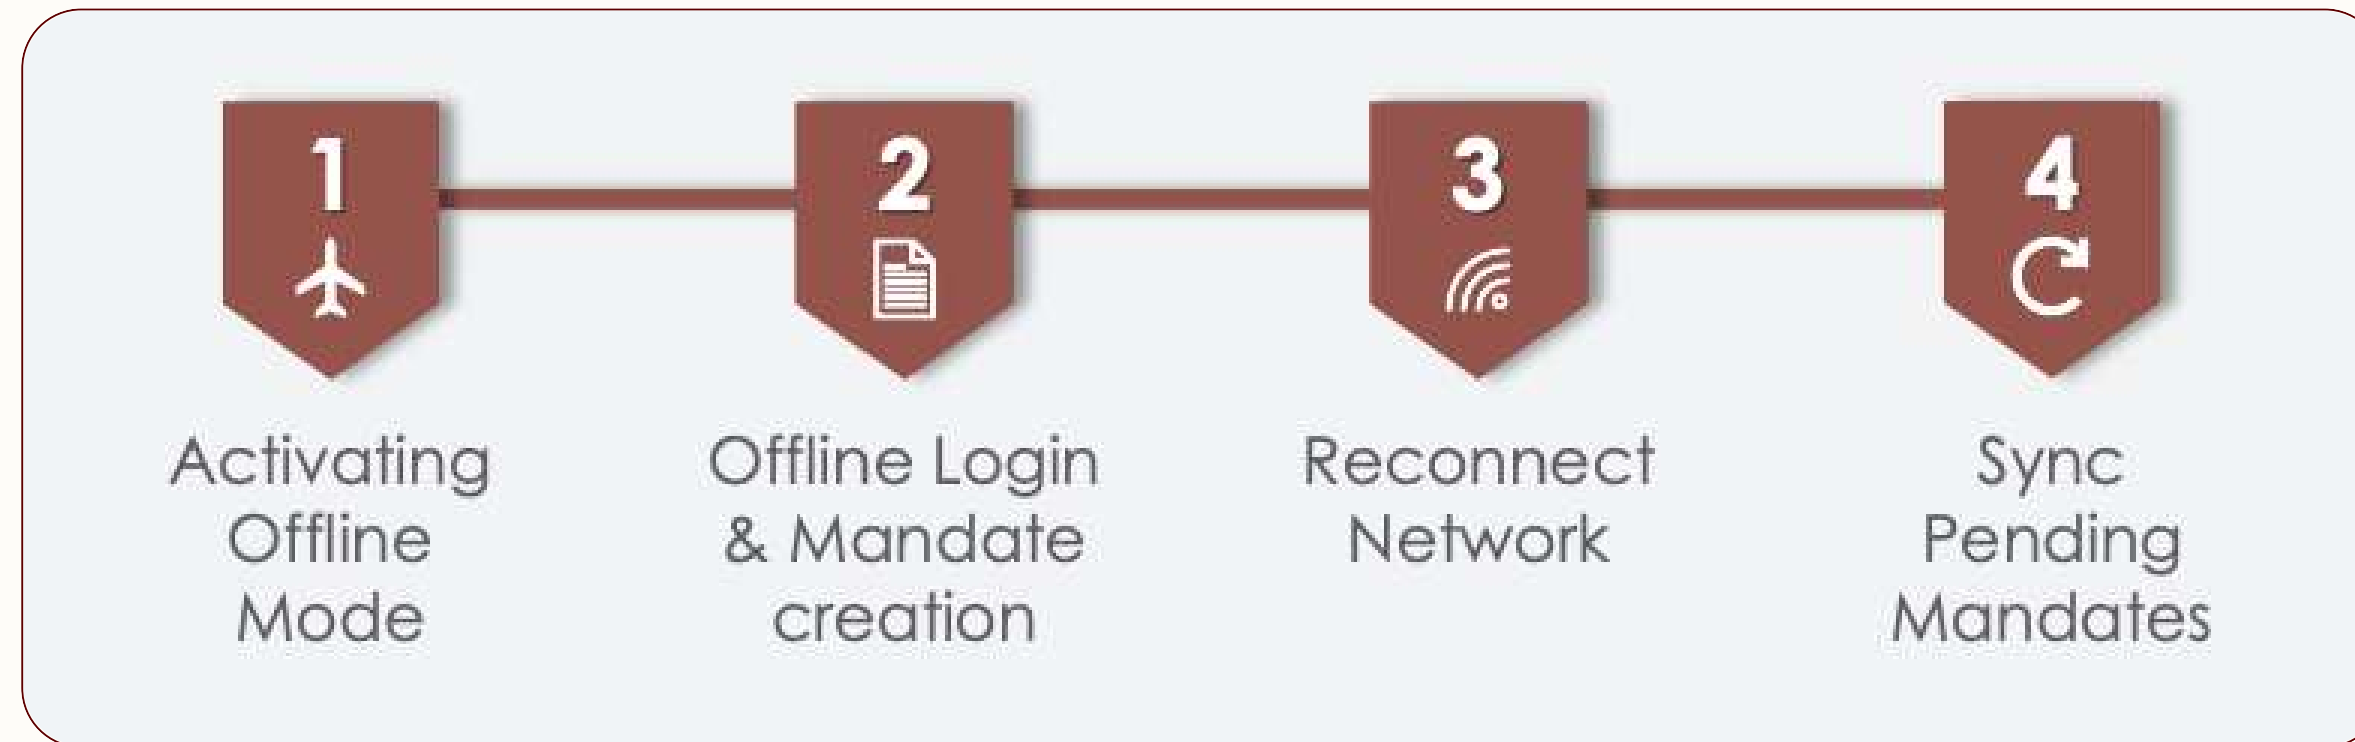 1
Activating
Offline
Mode
2
Offline Login
& Mandate
creation
3
Reconnect
Network
4
Sync
Pending
Mandates